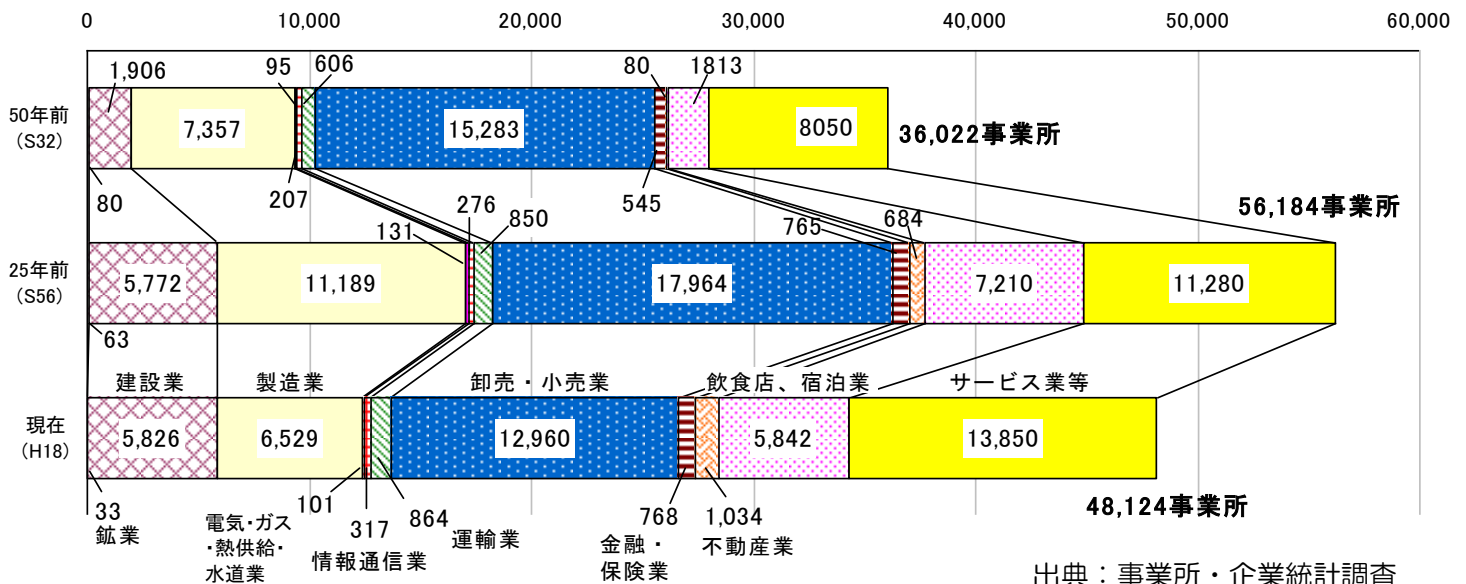 0 10,000 20,000 30,000 40,000 50,000 60,000
1,906 95 606 80 1813
50年前
(S32)
7,357 15,283 8050 36,022事業所
80 207 545
56,184事業所
131 276 850 765 684
25年前
(S56)
5,772 11,189 17,964 7,210 11,280
63
建設業 製造業 卸売・小売業 飲食店、宿泊業 サービス業等
現在
(H18)
5,826 6,529 12,960 5,842 13,850
48,124事業所
33 101 317 864 768 1,034
鉱業
電気・ガス
・熱供給・
水道業
情報通信業
運輸業
金融・
保険業
不動産業
出典：事業所・企業統計調査